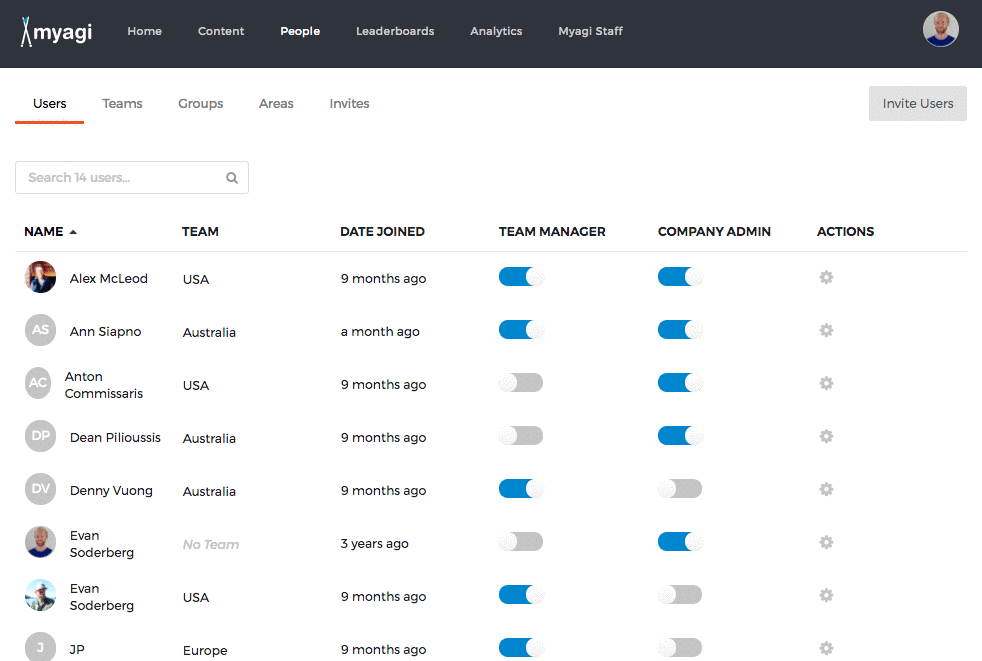 myagi Home Content People Leaderboards Analytics Myagi Staff
Users Teams Groups Areas Invites Invite Users
Search 14 users...
NAME TEAM DATE JOINED TEAM MANAGER COMPANY ADMIN ACTIONS
Alex McLeod USA 9 months ago
AS Ann Siapno Australia a month ago
AC Anton
Commissaris USA 9 months ago
DP Dean Pilioussis Australia 9 months ago
DV Denny Vuong Australia 9 months ago
Evan
Soderberg No Team 3 years ago
Evan
Soderberg USA 9 months ago
J JP Europe 9 months ago